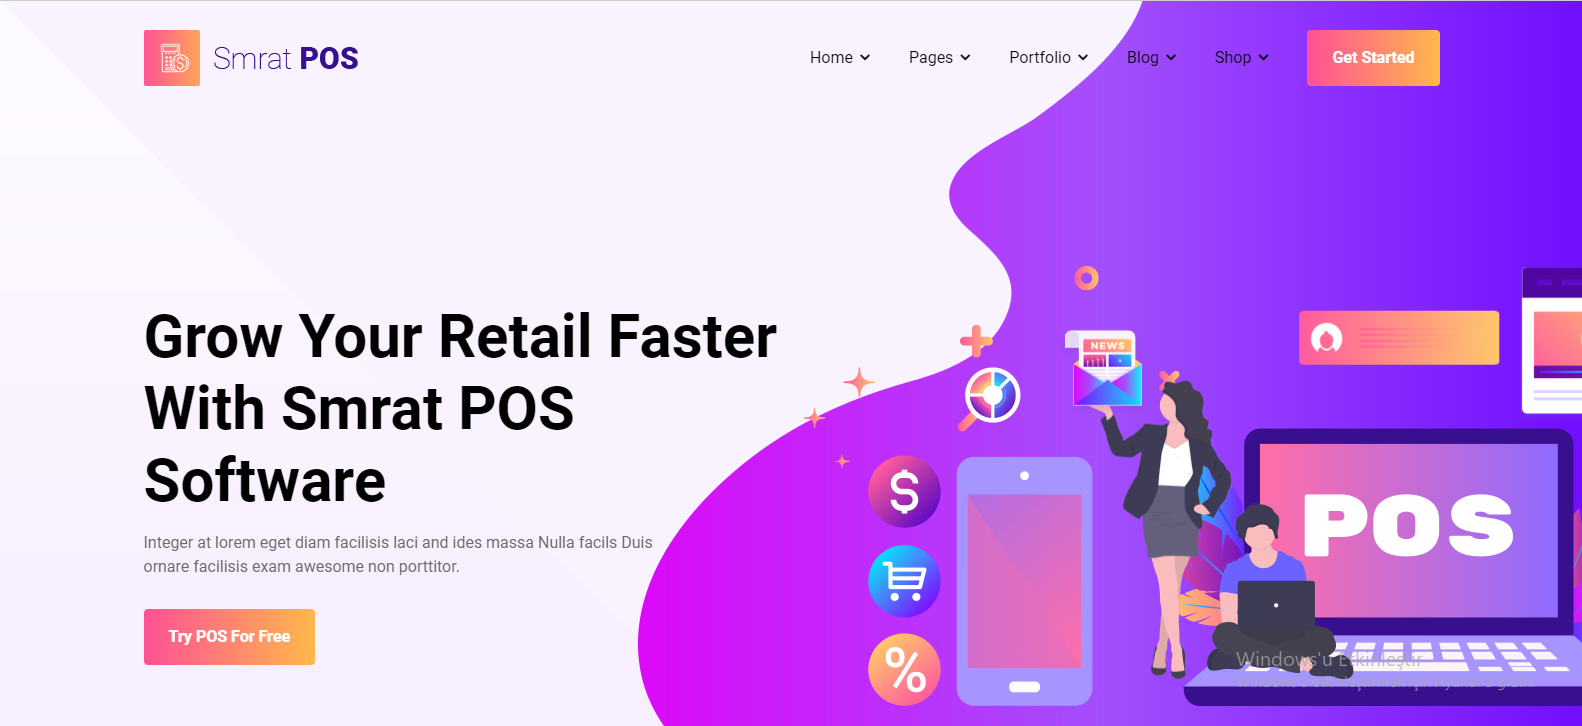 Smrat POS
Home
Pages
Portfolio
Blog
Shop
Get Started
Grow Your Retail Faster
With Smrat POS
Software
Integer at lorem eget diam facilisis laci and ides massa Nulla facils Duis
ornare facilisis exam awesome non porttitor.
Try POS For Free
NEWS
POS
Windows'u Etkinleştir